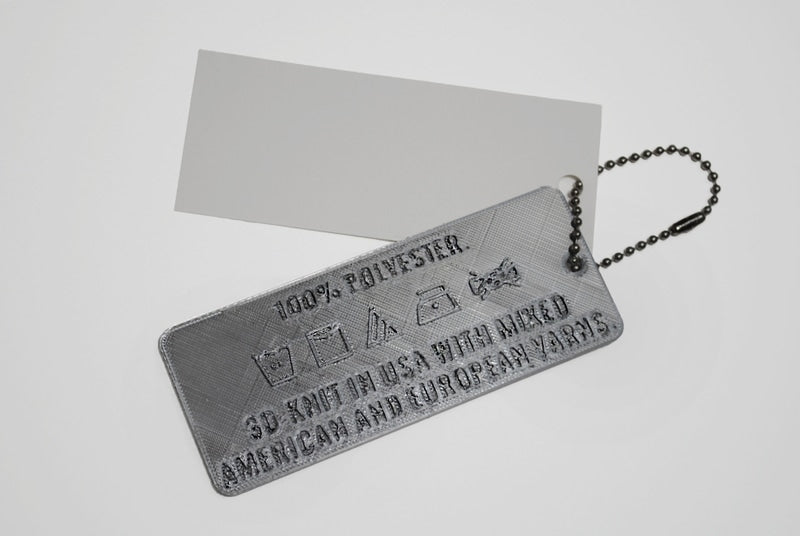 100% POLYESTER.
3D-KNIT IN USA WITH MIXED
AMERICAN AND EUROPEAN YARNS.